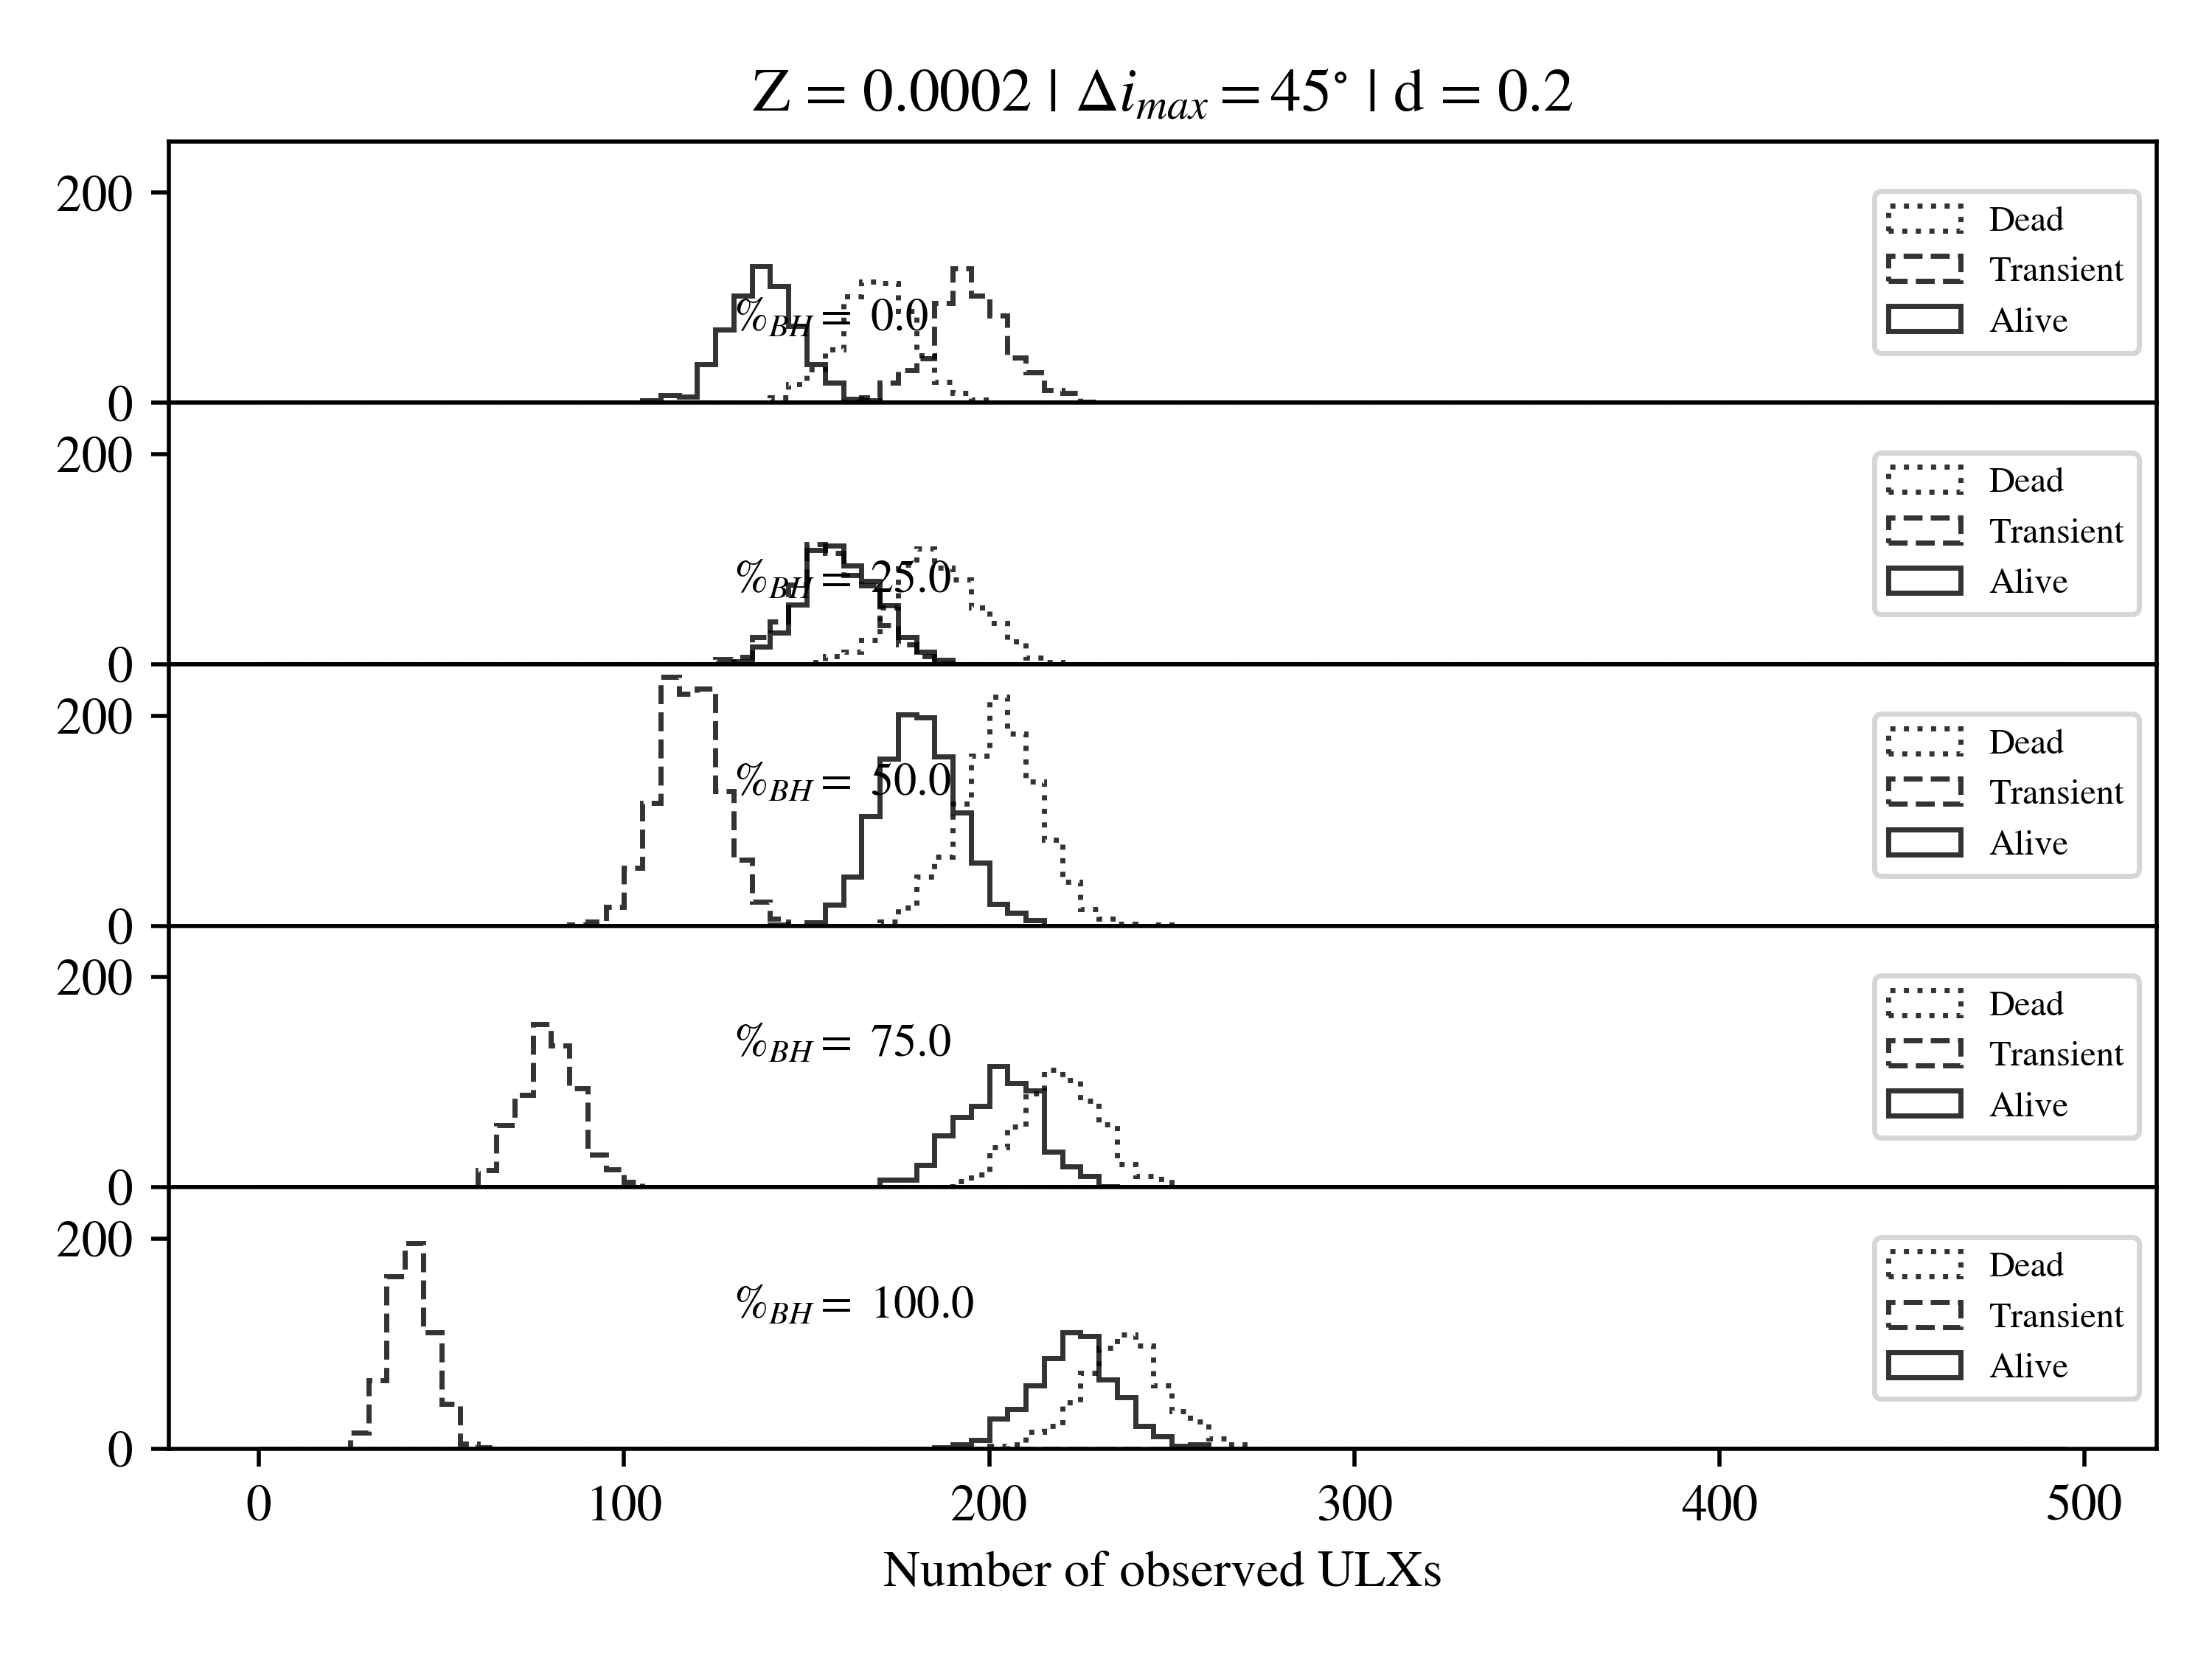 Z = 0.0002 | Δi_max = 45° | d = 0.2
200
Dead
Transient
%_BH = 0.0
Alive
0
200
Dead
Transient
%_BH = 25.0
Alive
0
200
Dead
%_BH = 50.0
Transient
Alive
0
200
Dead
%_BH = 75.0
Transient
Alive
0
200
Dead
%_BH = 100.0
Transient
Alive
0
0 100 200 300 400 500
Number of observed ULXs